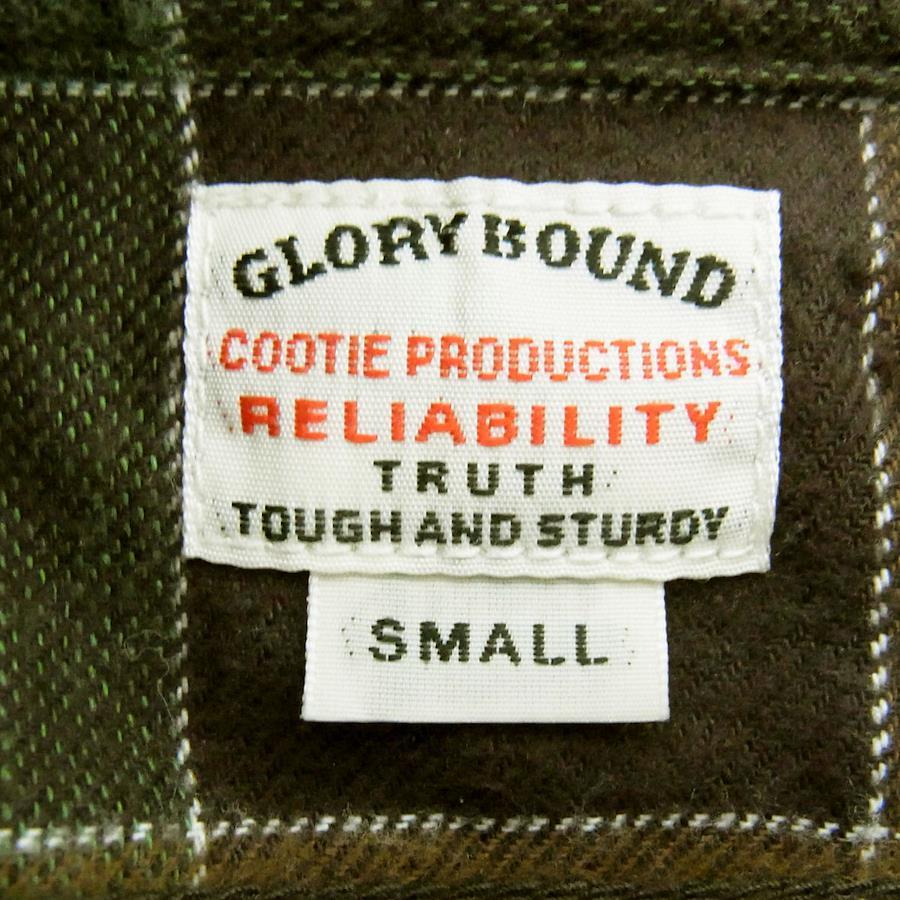 GLORY BOUND
COOTIE PRODUCTIONS
RELIABILITY
TRUTH
TOUGH AND STURDY
SMALL